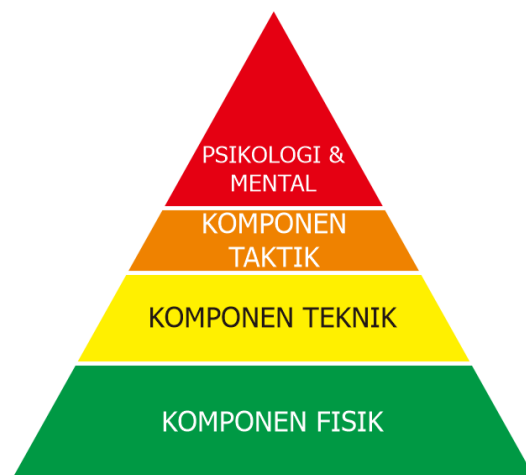 PSIKOLOGI &
MENTAL
KOMPONEN
TAKTIK
KOMPONEN TEKNIK
KOMPONEN FISIK